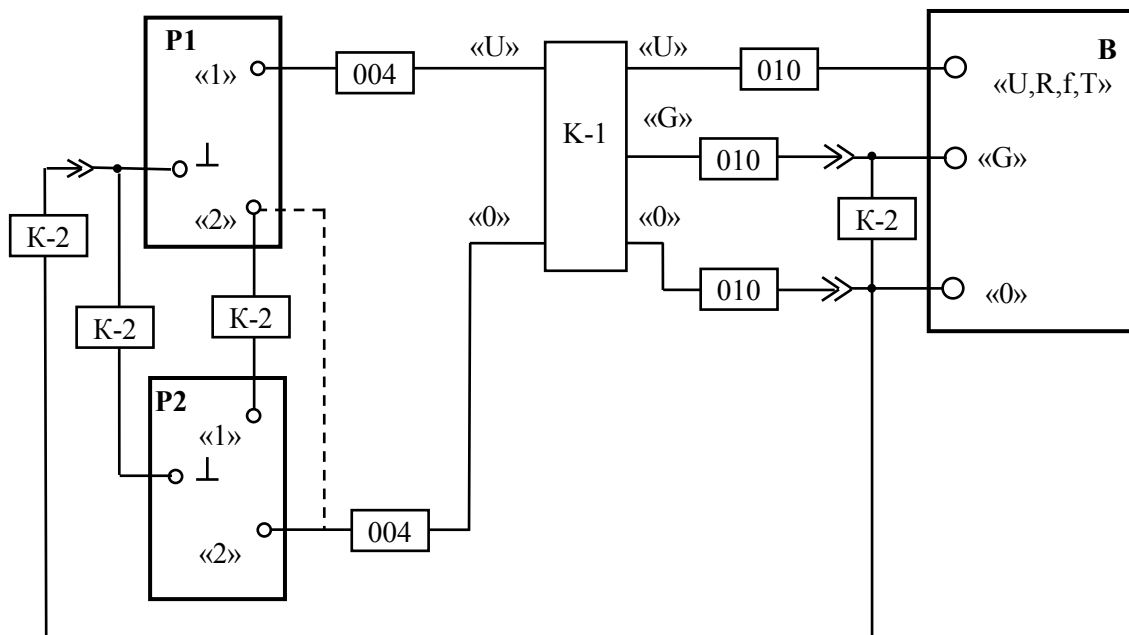 P1
«1»
004
«U»
«U»
010
B
«U,R,f,T»
K-1
«G»
010
«G»
⊥
К-2
«2»
«0»
«0»
К-2
010
«0»
К-2
К-2
P2
«1»
⊥
«2»
004